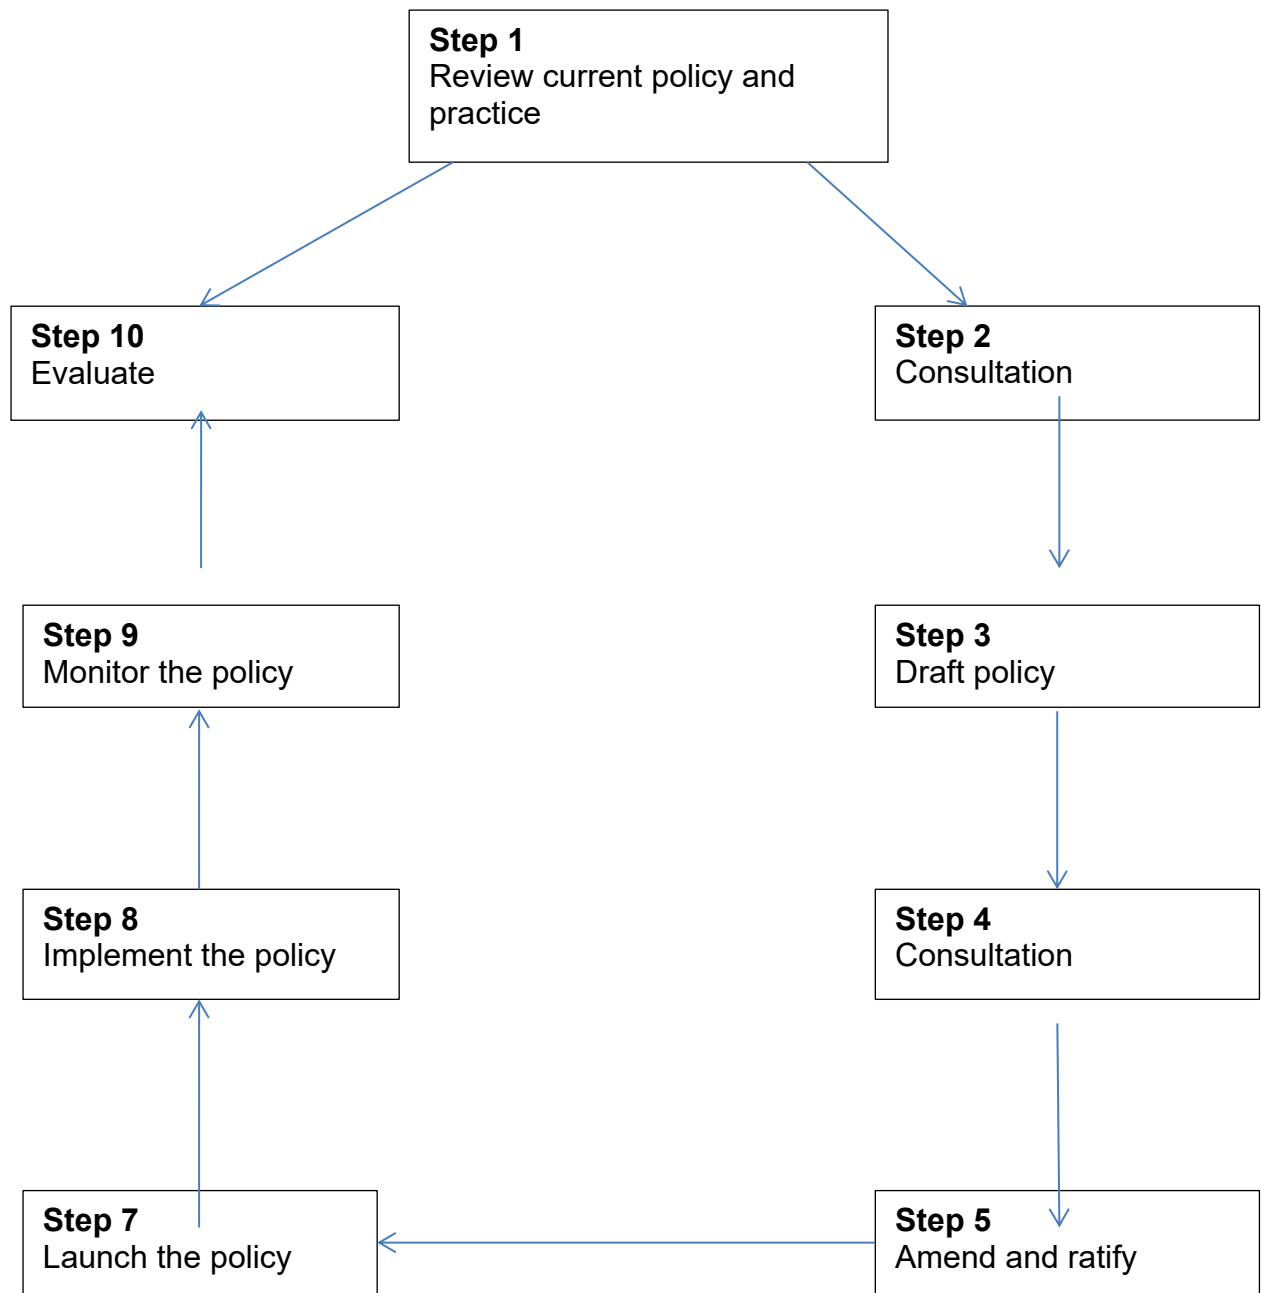 Step 1
Review current policy and
practice
Step 10
Evaluate
Step 2
Consultation
Step 9
Monitor the policy
Step 3
Draft policy
Step 8
Implement the policy
Step 4
Consultation
Step 7
Launch the policy
Step 5
Amend and ratify